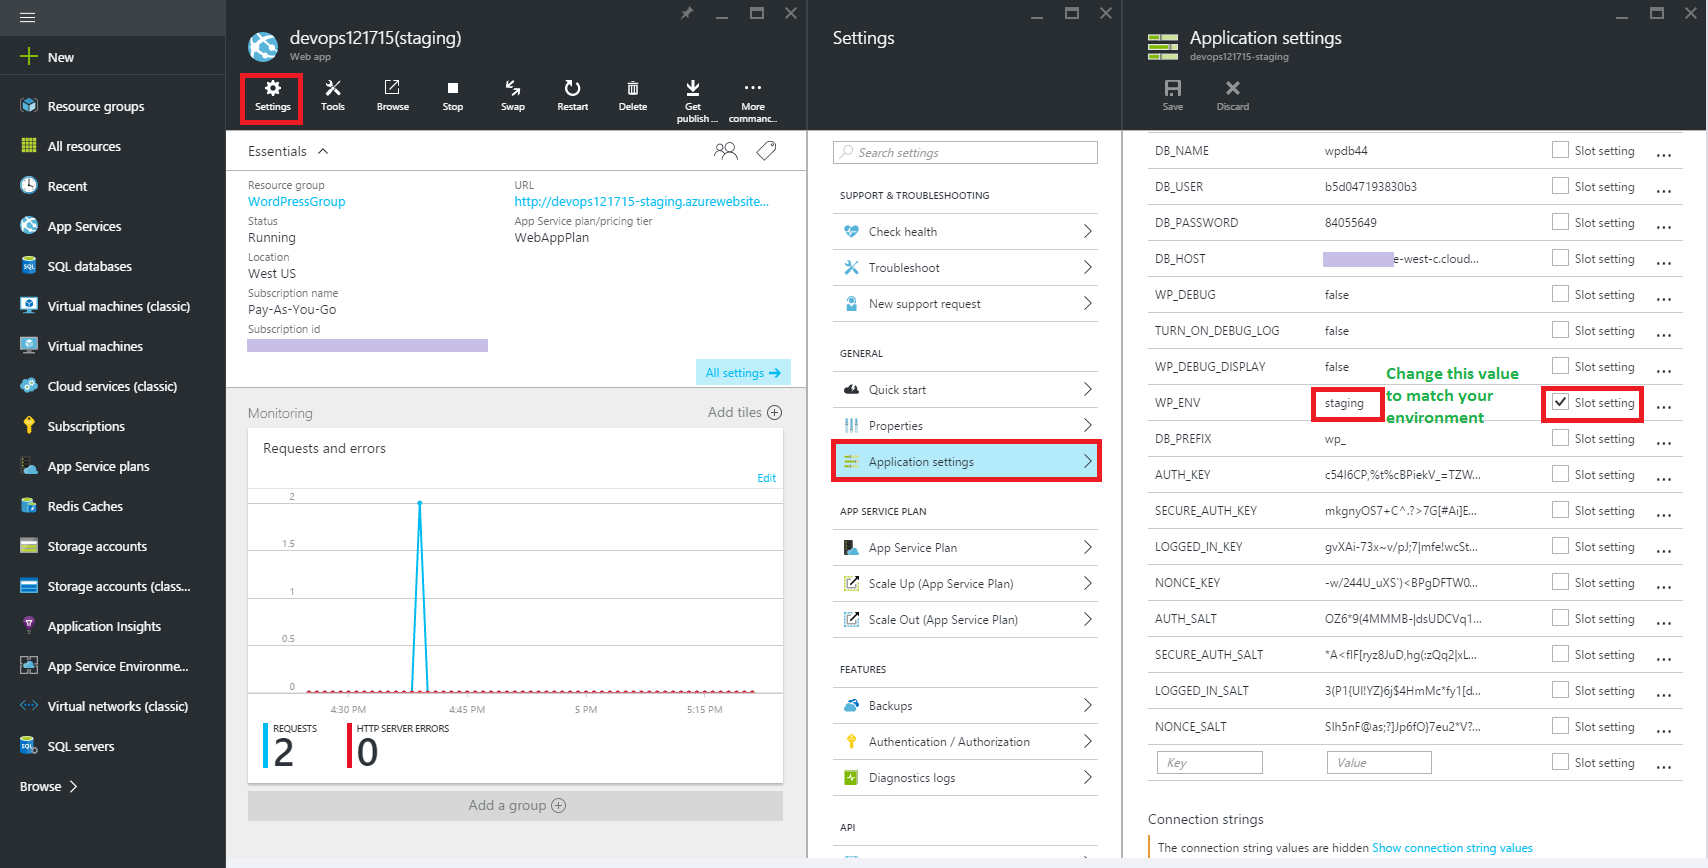 New
Resource groups
All resources
Recent
App Services
SQL databases
Virtual machines (classic)
Virtual machines
Cloud services (classic)
Subscriptions
App Service plans
Redis Caches
Storage accounts
Storage accounts (class...
Application Insights
App Service Environme...
Virtual networks (classic)
SQL servers
Browse
devops121715(staging)
Web app
Settings
Tools
Browse
Stop
Swap
Restart
Delete
Get publish ...
More commanc...
Essentials
Resource group
WordPressGroup
Status
Running
Location
West US
Subscription name
Pay-As-You-Go
Subscription id
URL
http://devops121715-staging.azurewebsite...
App Service plan/pricing tier
WebAppPlan
All settings →
Monitoring
Add tiles
Requests and errors
Edit
2
1.5
1
0.5
0
4:30 PM
4:45 PM
5 PM
5:15 PM
REQUESTS
2
HTTP SERVER ERRORS
0
Add a group
Settings
Search settings
SUPPORT & TROUBLESHOOTING
Check health
Troubleshoot
New support request
GENERAL
Quick start
Properties
Application settings
APP SERVICE PLAN
App Service Plan
Scale Up (App Service Plan)
Scale Out (App Service Plan)
FEATURES
Backups
Authentication / Authorization
Diagnostics logs
API
Application settings
devops121715-staging
Save
Discard
DB_NAME wpdb44 Slot setting ...
DB_USER b5d047193830b3 Slot setting ...
DB_PASSWORD 84055649 Slot setting ...
DB_HOST e-west-c.cloud... Slot setting ...
WP_DEBUG false Slot setting ...
TURN_ON_DEBUG_LOG false Slot setting ...
WP_DEBUG_DISPLAY false Slot setting ...
Change this value
to match your
environment
WP_ENV staging Slot setting ...
DB_PREFIX wp_ Slot setting ...
AUTH_KEY c54I6CP,%t%cBPiekV_=TZW... Slot setting ...
SECURE_AUTH_KEY mkgnyOS7+C^.?>7G[#Ai]E... Slot setting ...
LOGGED_IN_KEY gvXAi-73x~v/pJ;7|mfe!wcSt... Slot setting ...
NONCE_KEY -w/244U_uXS`)<BPgDFTW0... Slot setting ...
AUTH_SALT OZ6*9(4MMMB-|dsUDCVq1... Slot setting ...
SECURE_AUTH_SALT *A<fIF[ryz8JuD,hg(:zQq2|xL... Slot setting ...
LOGGED_IN_SALT 3(P1{UI!YZ}6j$4HmMc*fy1[d... Slot setting ...
NONCE_SALT SIh5nF@as;?]Jp6fO}7eu2*V?... Slot setting ...
Key Value Slot setting ...
Connection strings
The connection string values are hidden Show connection string values